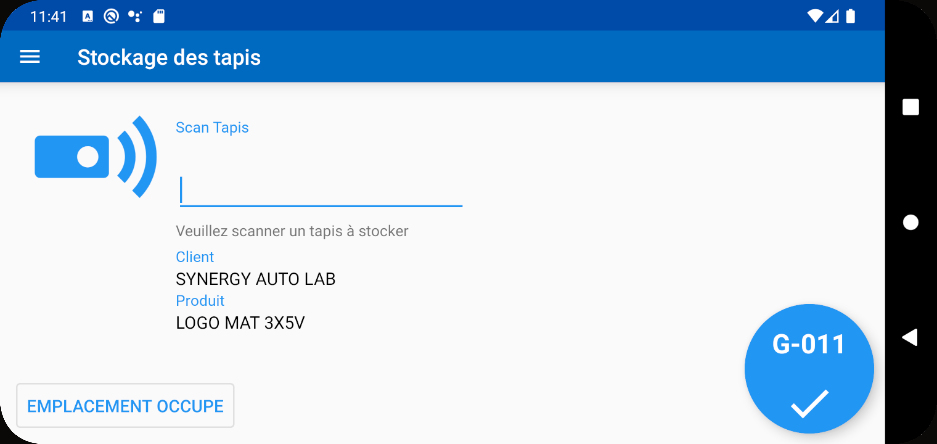 11:41
Stockage des tapis
Scan Tapis
Veuillez scanner un tapis à stocker
Client
SYNERGY AUTO LAB
Produit
LOGO MAT 3X5V
G-011
EMPLACEMENT OCCUPE